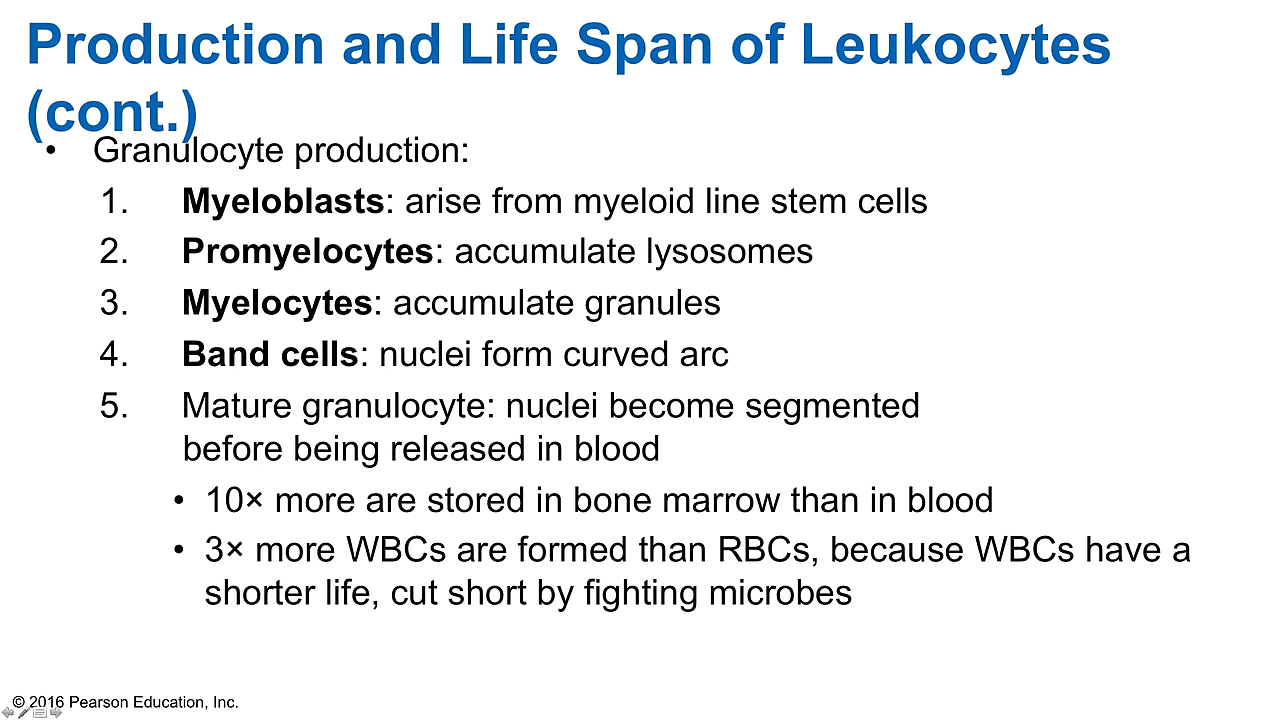 Production and Life Span of Leukocytes
(cont.)
• Granulocyte production:
1. Myeloblasts: arise from myeloid line stem cells
2. Promyelocytes: accumulate lysosomes
3. Myelocytes: accumulate granules
4. Band cells: nuclei form curved arc
5. Mature granulocyte: nuclei become segmented
before being released in blood
• 10× more are stored in bone marrow than in blood
• 3× more WBCs are formed than RBCs, because WBCs have a
shorter life, cut short by fighting microbes
© 2016 Pearson Education, Inc.